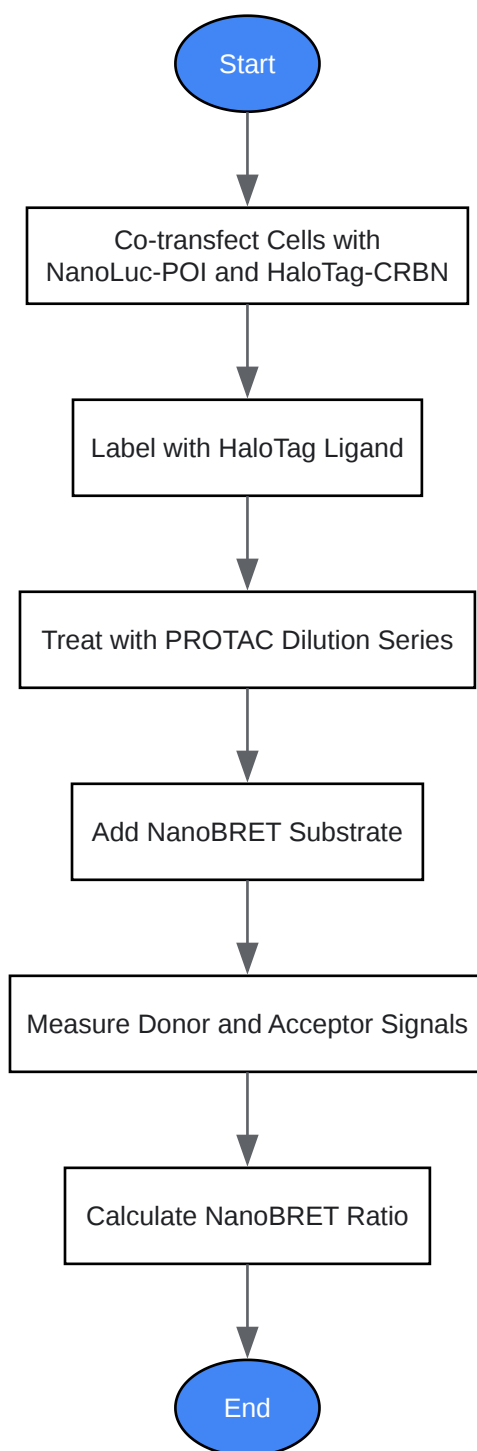 Start
Co-transfect Cells with
NanoLuc-POI and HaloTag-CRBN
Label with HaloTag Ligand
Treat with PROTAC Dilution Series
Add NanoBRET Substrate
Measure Donor and Acceptor Signals
Calculate NanoBRET Ratio
End